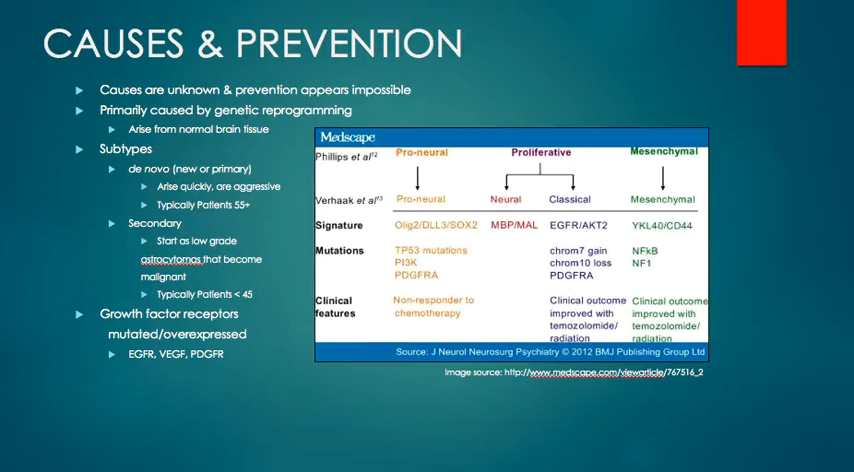 CAUSES & PREVENTION
Causes are unknown & prevention appears impossible
Primarily caused by genetic reprogramming
Arise from normal brain tissue
Subtypes
de novo (new or primary)
Arise quickly, are aggressive
Typically Patients 55+
Secondary
Start as low grade
astrocytomas that become
malignant
Typically Patients < 45
Growth factor receptors
mutated/overexpressed
EGFR, VEGF, PDGFR
Medscape
Phillips et al12 Pro-neural Proliferative Mesenchymal
Verhaak et al13 Pro-neural Neural Classical Mesenchymal
Signature Olig2/DLL3/SOX2 MBP/MAL EGFR/AKT2 YKL40/CD44
Mutations TP53 mutations chrom7 gain NFkB
PI3K chrom10 loss NF1
PDGFRA PDGFRA
Clinical Non-responder to Clinical outcome Clinical outcome
features chemotherapy improved with improved with
temozolomide/ temozolomide/
radiation radiation
Source: J Neurol Neurosurg Psychiatry © 2012 BMJ Publishing Group Ltd
Image source: http://www.medscape.com/viewarticle/767516_2